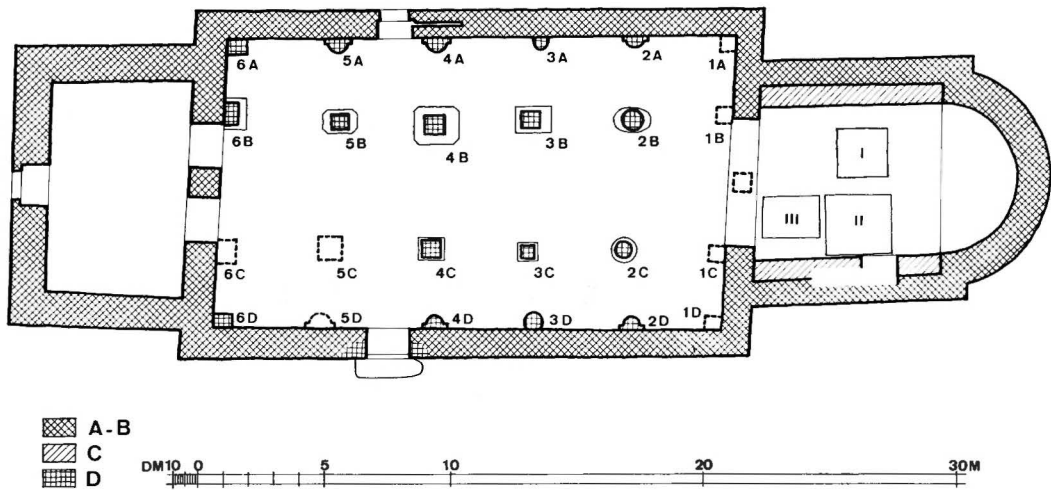 6A 5A 4A 3A 2A 1A
6B 5B 4B 3B 2B 1B
I
III II
6C 5C 4C 3C 2C 1C
6D 5D 4D 3D 2D 1D
A-B
C
D
DM10 0 5 10 20 30M